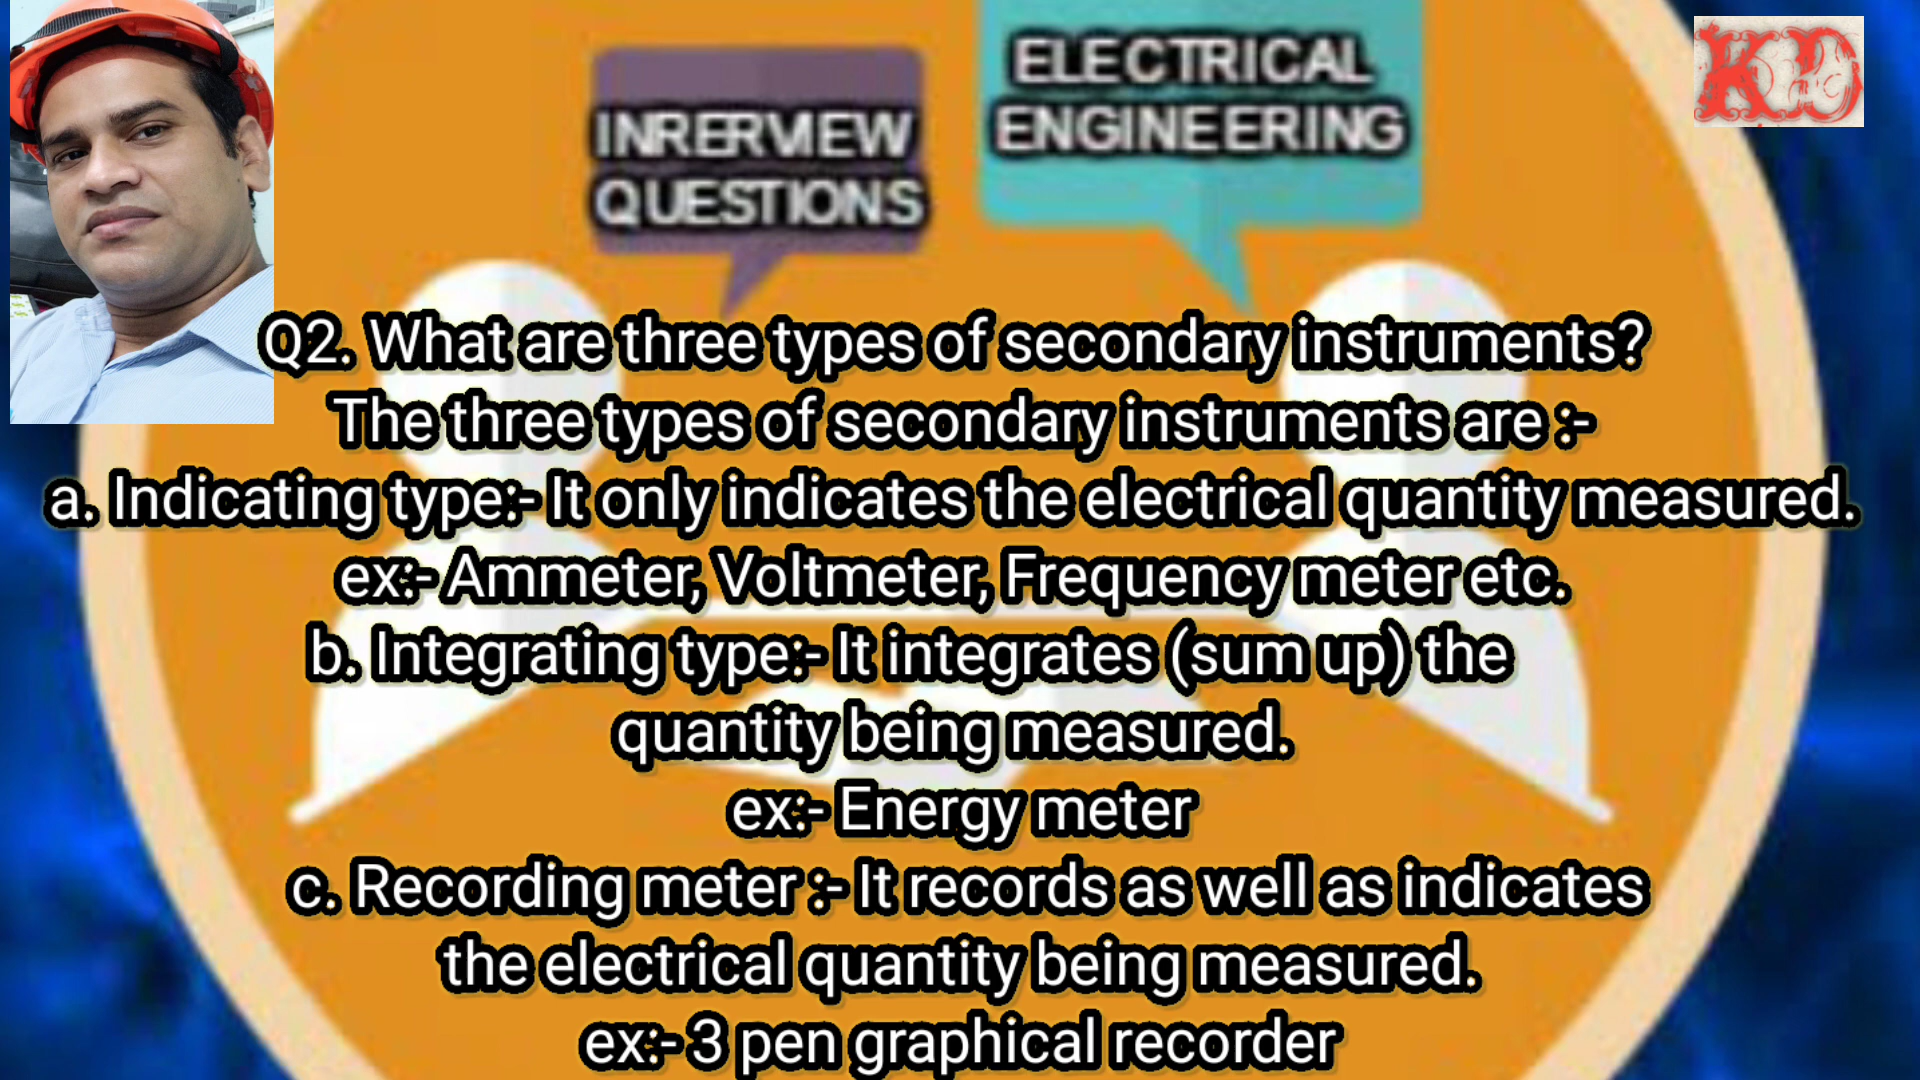 INRERVIEW
QUESTIONS
ELECTRICAL
ENGINEERING
KD
Q2. What are three types of secondary instruments?
The three types of secondary instruments are :-
a. Indicating type:- It only indicates the electrical quantity measured.
ex:- Ammeter, Voltmeter, Frequency meter etc.
b. Integrating type:- It integrates (sum up) the
quantity being measured.
ex:- Energy meter
c. Recording meter :- It records as well as indicates
the electrical quantity being measured.
ex:- 3 pen graphical recorder